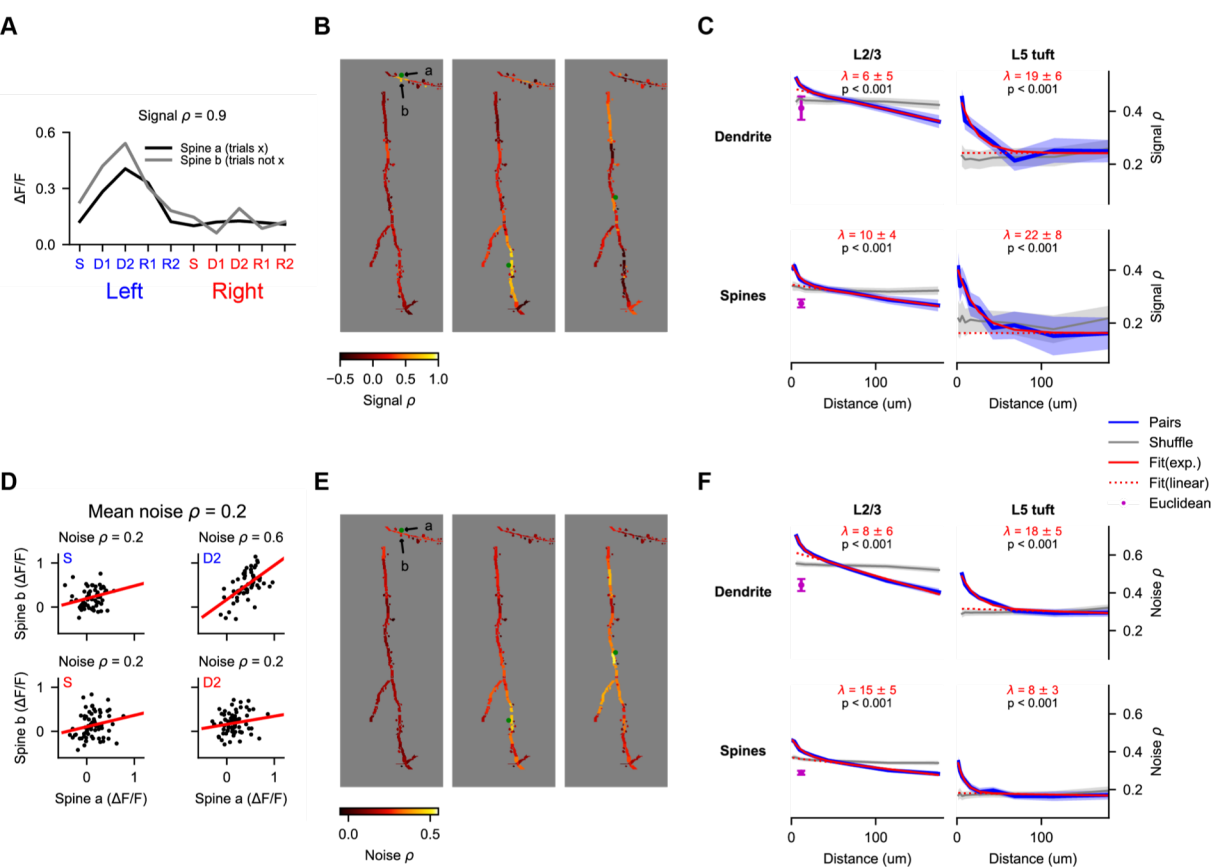 A
Signal ρ = 0.9
Spine a (trials x)
Spine b (trials not x
ΔF/F
0.6
0.3
0.0
S D1 D2 R1 R2 S D1 D2 R1 R2
Left Right
B
a
b
−0.5 0.0 0.5 1.0
Signal ρ
C
L2/3 L5 tuft
Dendrite
λ = 6 ± 5
p < 0.001
λ = 19 ± 6
p < 0.001
0.4
0.2
Signal ρ
Spines
λ = 10 ± 4
p < 0.001
λ = 22 ± 8
p < 0.001
0.4
0.2
Signal ρ
0 100 0 100
Distance (um) Distance (um)
Pairs
Shuffle
Fit(exp.)
Fit(linear)
Euclidean
D
Mean noise ρ = 0.2
Noise ρ = 0.2 Noise ρ = 0.6
S D2
1
0
Spine b (ΔF/F)
Noise ρ = 0.2 Noise ρ = 0.2
S D2
1
0
Spine b (ΔF/F)
0 1 0 1
Spine a (ΔF/F) Spine a (ΔF/F)
E
a
b
0.0 0.5
Noise ρ
F
L2/3 L5 tuft
Dendrite
λ = 8 ± 6
p < 0.001
λ = 18 ± 5
p < 0.001
0.6
0.4
0.2
Noise ρ
Spines
λ = 15 ± 5
p < 0.001
λ = 8 ± 3
p < 0.001
0.6
0.4
0.2
Noise ρ
0 100 0 100
Distance (um) Distance (um)